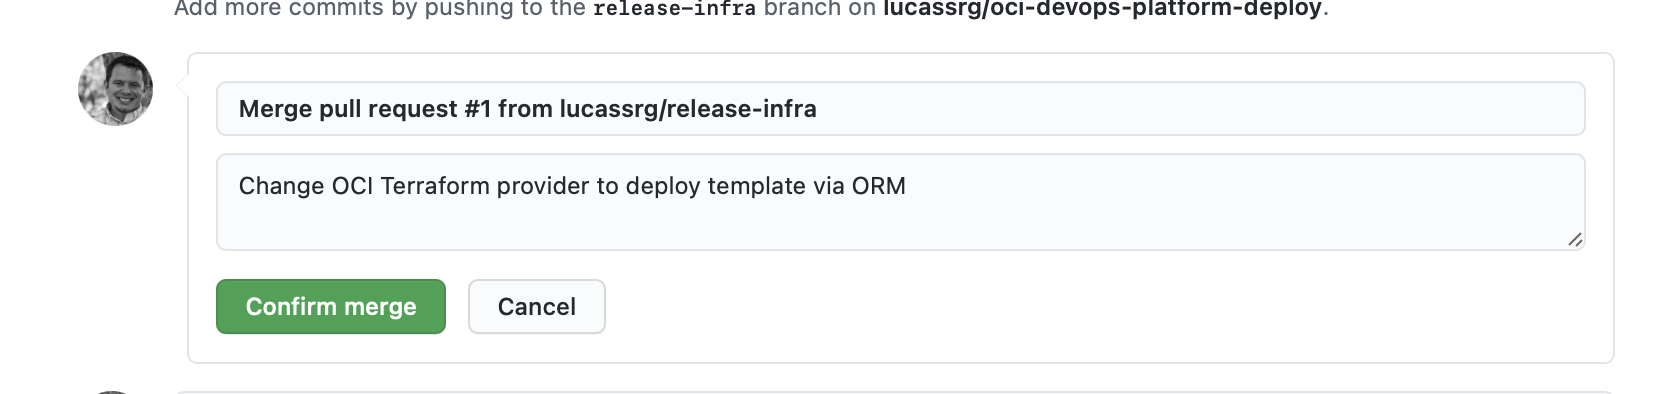 Add more commits by pushing to the release-infra branch on lucassrg/oci-devops-platform-deploy.
Merge pull request #1 from lucassrg/release-infra
Change OCI Terraform provider to deploy template via ORM
Confirm merge
Cancel